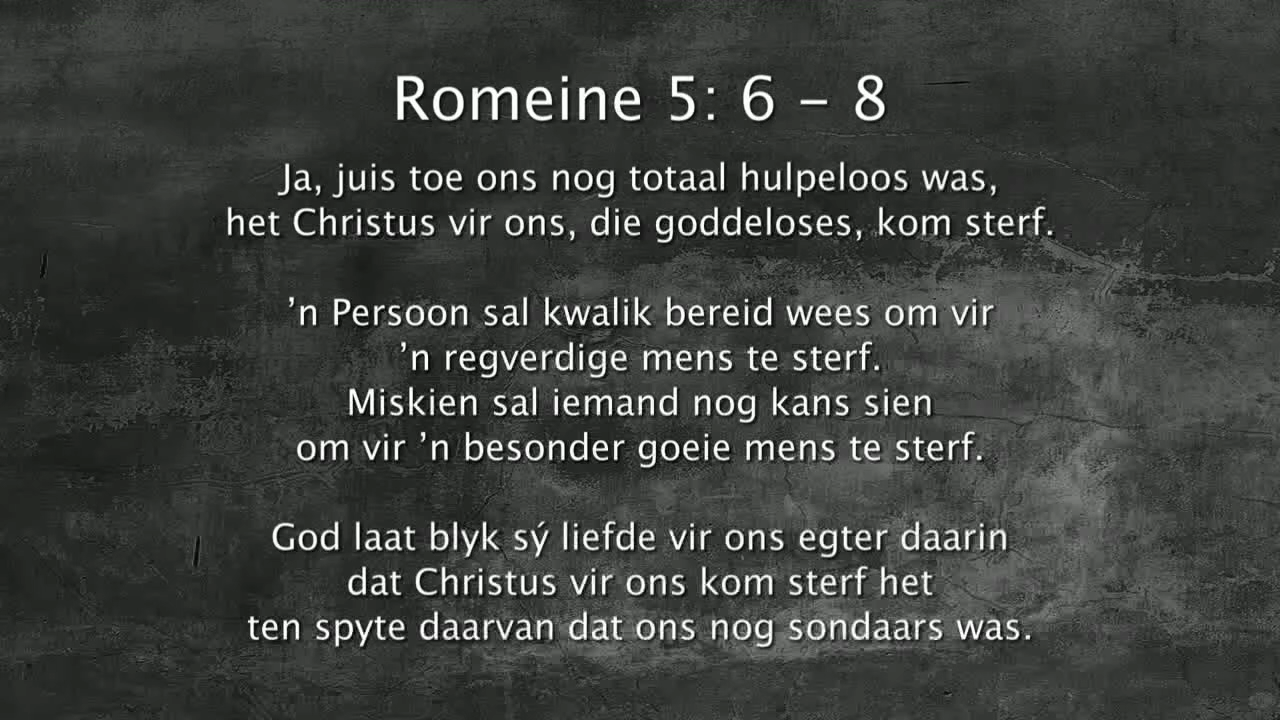 Romeine 5: 6 – 8
Ja, juis toe ons nog totaal hulpeloos was,
het Christus vir ons, die goddeloses, kom sterf.
’n Persoon sal kwalik bereid wees om vir
’n regverdige mens te sterf.
Miskien sal iemand nog kans sien
om vir ’n besonder goeie mens te sterf.
God laat blyk sý liefde vir ons egter daarin
dat Christus vir ons kom sterf het
ten spyte daarvan dat ons nog sondaars was.